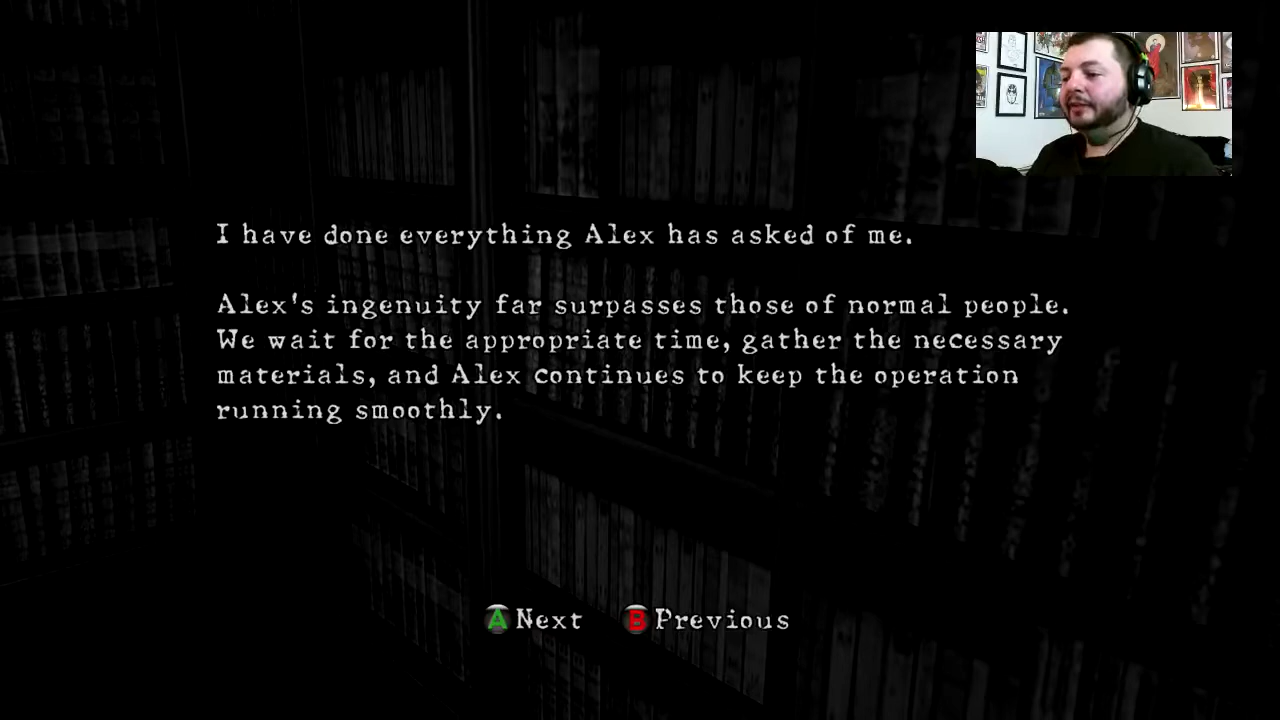 I have done everything Alex has asked of me.
Alex's ingenuity far surpasses those of normal people.
We wait for the appropriate time, gather the necessary
materials, and Alex continues to keep the operation
running smoothly.
A Next B Previous